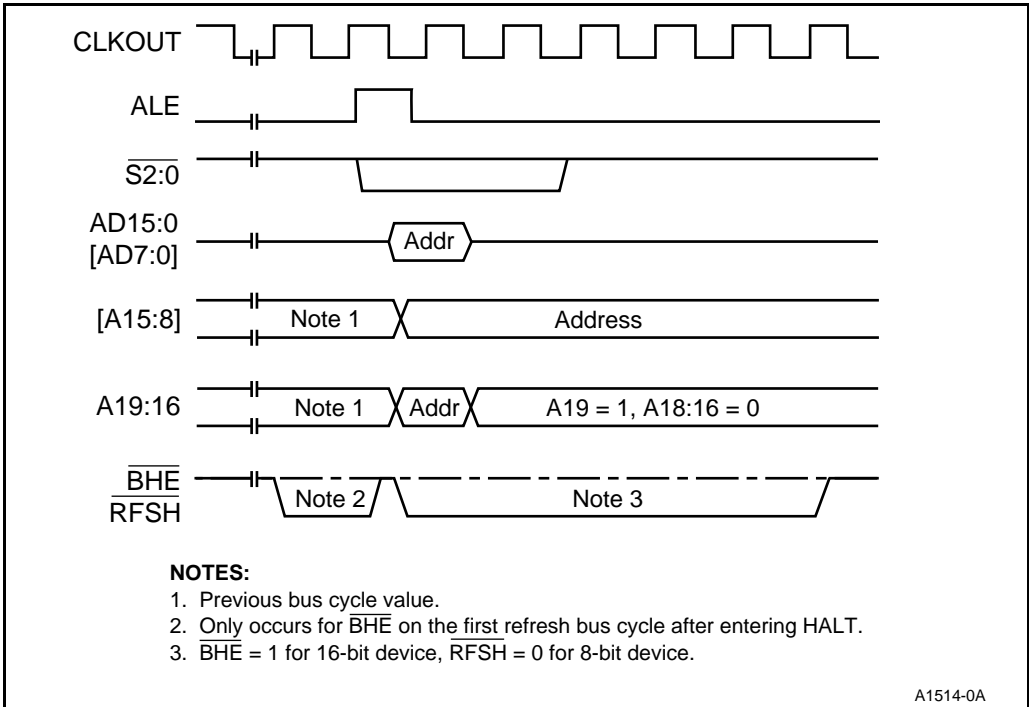 CLKOUT
ALE
S2:0
AD15:0
[AD7:0]
Addr
[A15:8]
Note 1
Address
A19:16
Note 1
Addr
A19 = 1, A18:16 = 0
BHE
RFSH
Note 2
Note 3
NOTES:
1. Previous bus cycle value.
2. Only occurs for BHE on the first refresh bus cycle after entering HALT.
3. BHE = 1 for 16-bit device, RFSH = 0 for 8-bit device.
A1514-0A